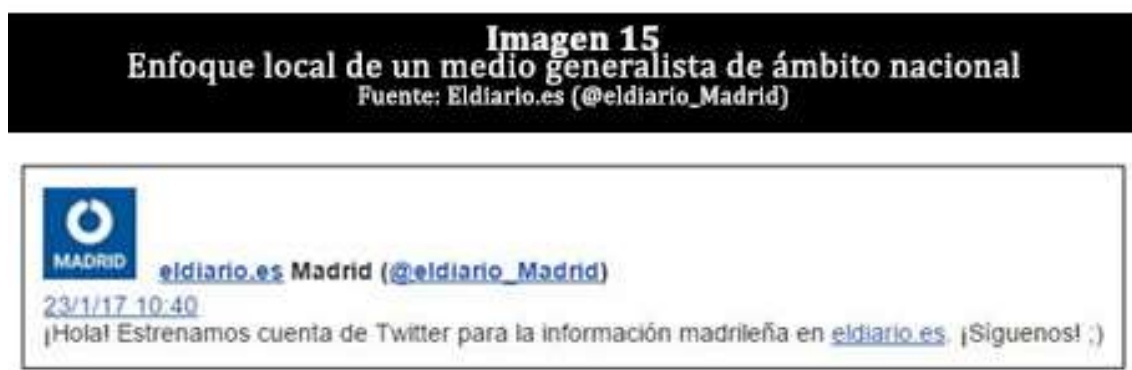 Imagen 15
Enfoque local de un medio generalista de ámbito nacional
Fuente: Eldiario.es (@eldiario_Madrid)
MADRID
eldiario.es Madrid (@eldiario_Madrid)
23/1/17 10:40
¡Hola! Estrenamos cuenta de Twitter para la información madrileña en eldiario.es. ¡Síguenos! ;)